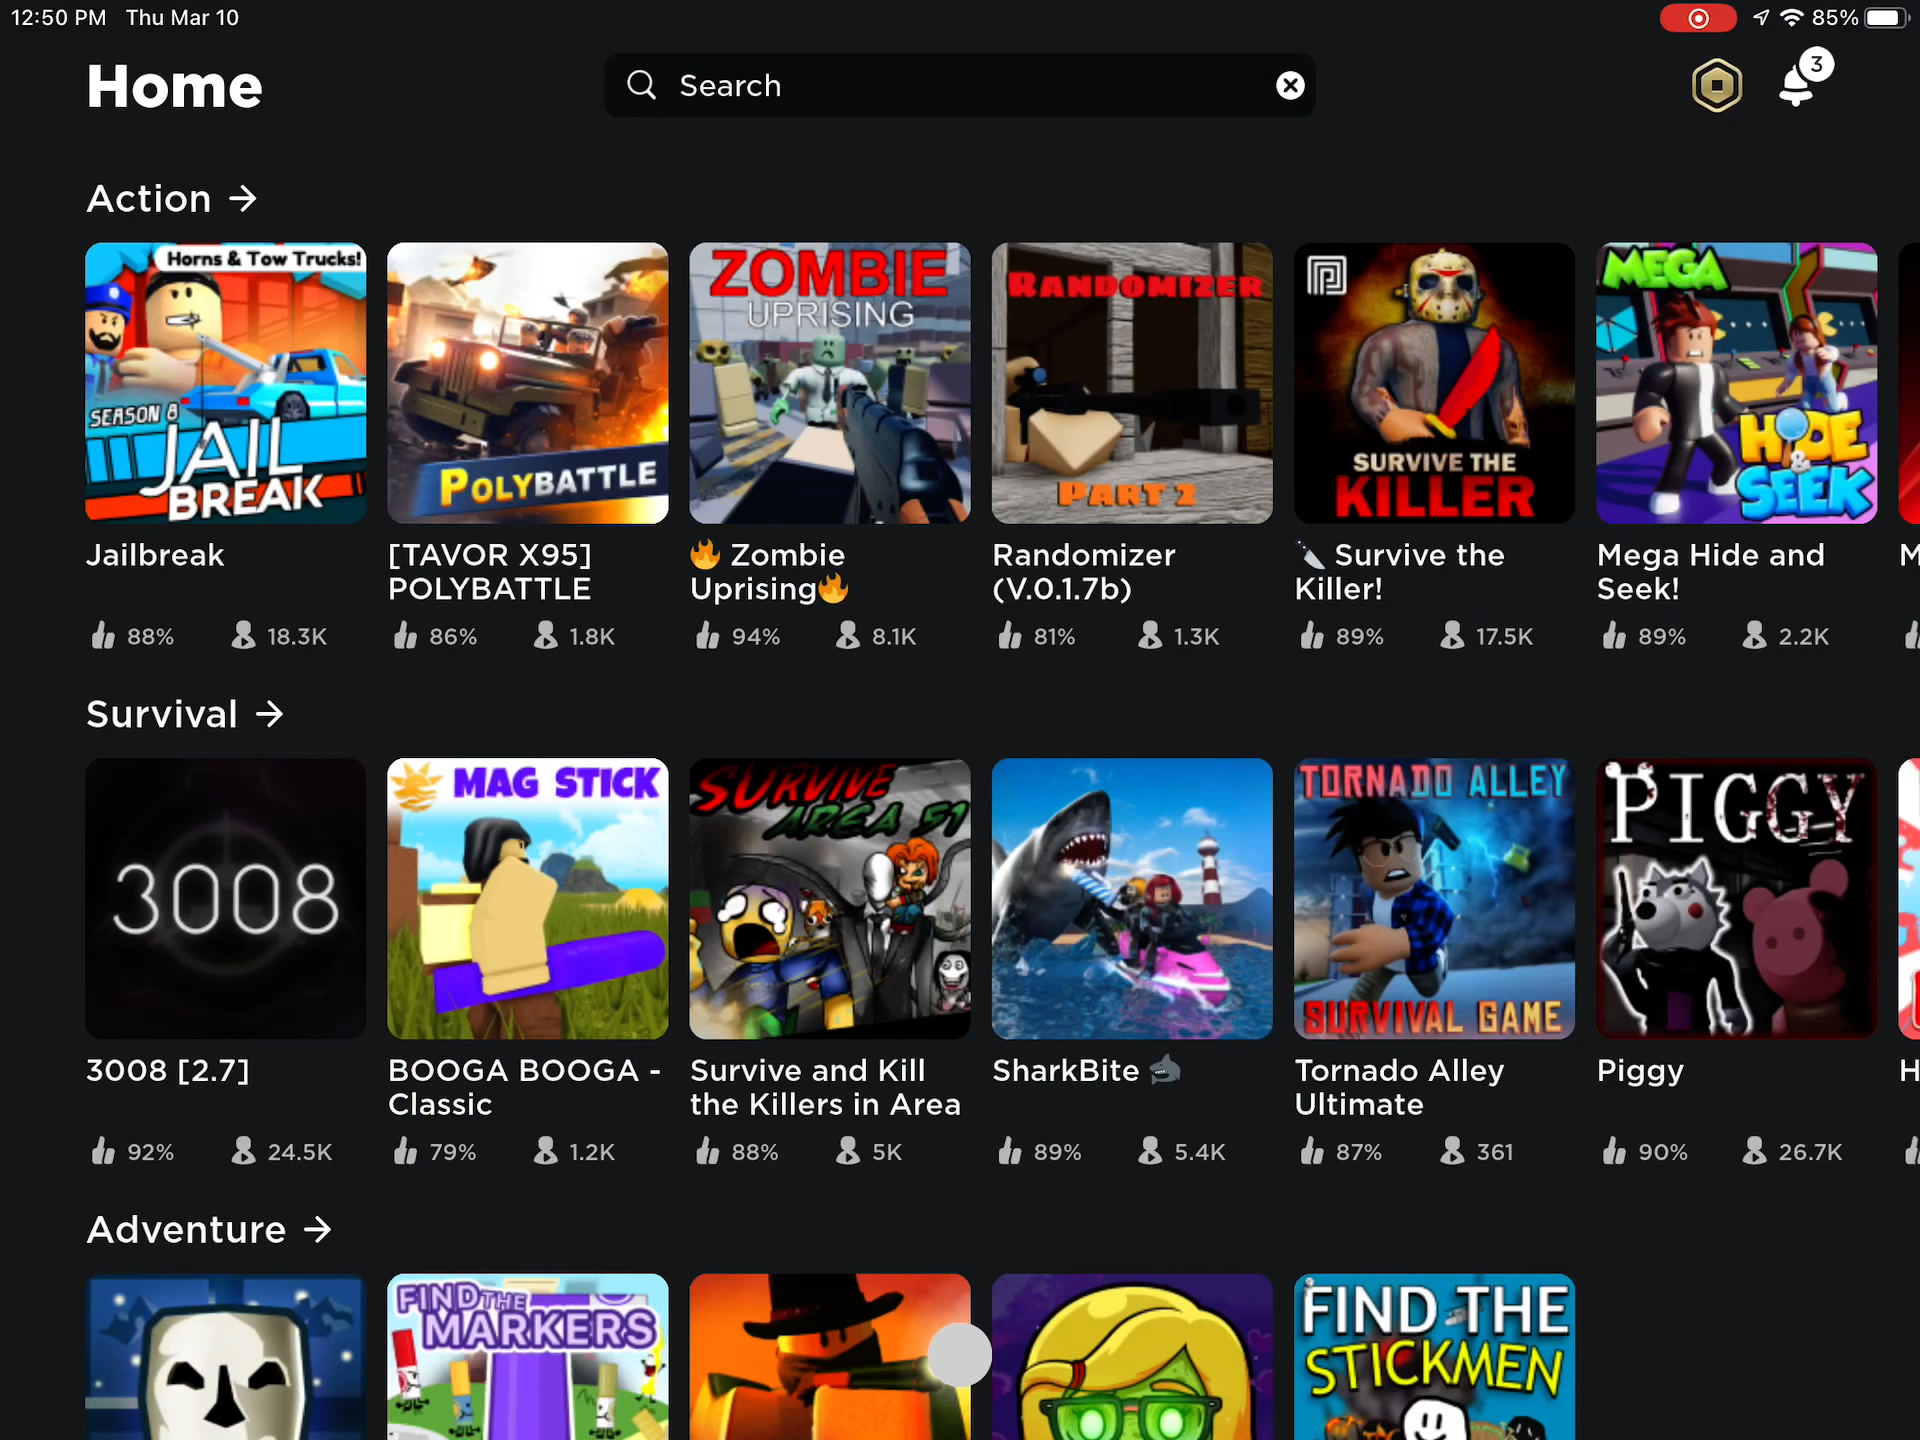 12:50 PM Thu Mar 10
85%
Home
Search
3
Action →
Horns & Tow Trucks!
SEASON 8
JAIL
BREAK
POLYBATTLE
ZOMBIE
UPRISING
RANDOMIZER
PART 2
SURVIVE THE
KILLER
MEGA
HIDE
&
SEEK
Jailbreak
[TAVOR X95]
POLYBATTLE
🔥 Zombie
Uprising🔥
Randomizer
(V.0.1.7b)
🔪 Survive the
Killer!
Mega Hide and
Seek!
M
88% 18.3K
86% 1.8K
94% 8.1K
81% 1.3K
89% 17.5K
89% 2.2K
Survival →
3008
MAG STICK
SURVIVE
AREA 51
TORNADO ALLEY
SURVIVAL GAME
PIGGY
3008 [2.7]
BOOGA BOOGA -
Classic
Survive and Kill
the Killers in Area
SharkBite 🦈
Tornado Alley
Ultimate
Piggy
H
92% 24.5K
79% 1.2K
88% 5K
89% 5.4K
87% 361
90% 26.7K
Adventure →
FIND THE
MARKERS
FIND THE
STICKMEN